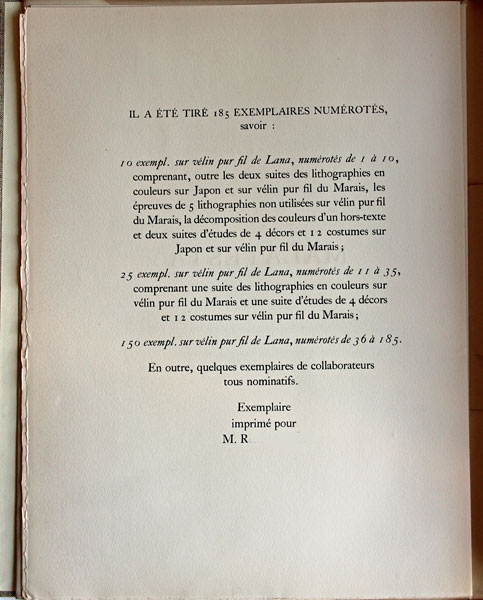 IL A ÉTÉ TIRÉ 185 EXEMPLAIRES NUMÉROTÉS,
savoir :
10 exempl. sur vélin pur fil de Lana, numérotés de 1 à 10,
comprenant, outre les deux suites des lithographies en
couleurs sur Japon et sur vélin pur fil du Marais, les
épreuves de 5 lithographies non utilisées sur vélin pur fil
du Marais, la décomposition des couleurs d'un hors-texte
et deux suites d'études de 4 décors et 12 costumes sur
Japon et sur vélin pur fil du Marais ;
25 exempl. sur vélin pur fil de Lana, numérotés de 11 à 35,
comprenant une suite des lithographies en couleurs sur
vélin pur fil du Marais et une suite d'études de 4 décors
et 12 costumes sur vélin pur fil du Marais ;
150 exempl. sur vélin pur fil de Lana, numérotés de 36 à 185.
En outre, quelques exemplaires de collaborateurs
tous nominatifs.
Exemplaire
imprimé pour
M. R